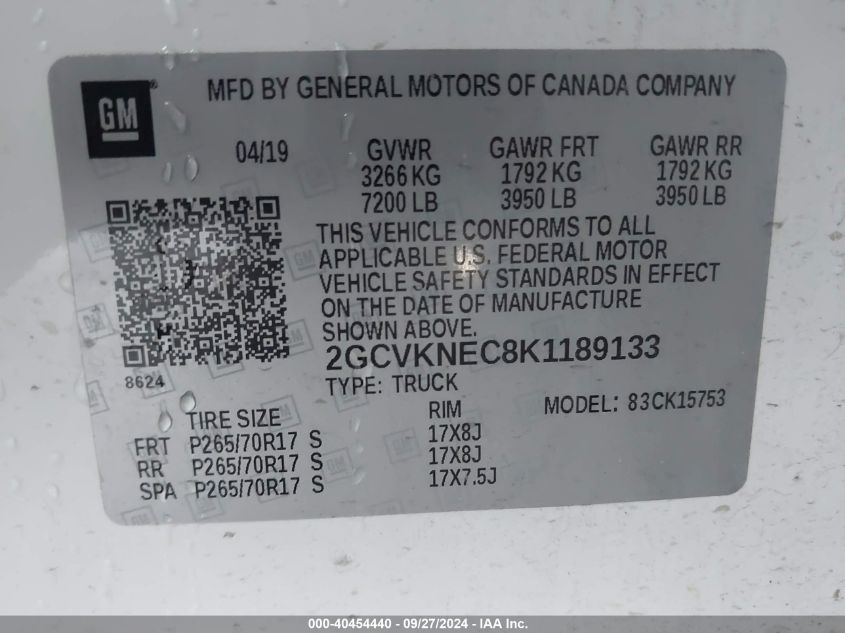 GM
MFD BY GENERAL MOTORS OF CANADA COMPANY
04/19 GVWR GAWR FRT GAWR RR
3266 KG 1792 KG 1792 KG
7200 LB 3950 LB 3950 LB
THIS VEHICLE CONFORMS TO ALL
APPLICABLE U.S. FEDERAL MOTOR
VEHICLE SAFETY STANDARDS IN EFFECT
ON THE DATE OF MANUFACTURE
SHOWN ABOVE.
2GCVKNEC8K1189133
8624
TYPE: TRUCK
MODEL: 83CK15753
TIRE SIZE RIM
FRT P265/70R17 S 17X8J
RR P265/70R17 S 17X8J
SPA P265/70R17 S 17X7.5J
000-40454440 - 09/27/2024 - IAA Inc.